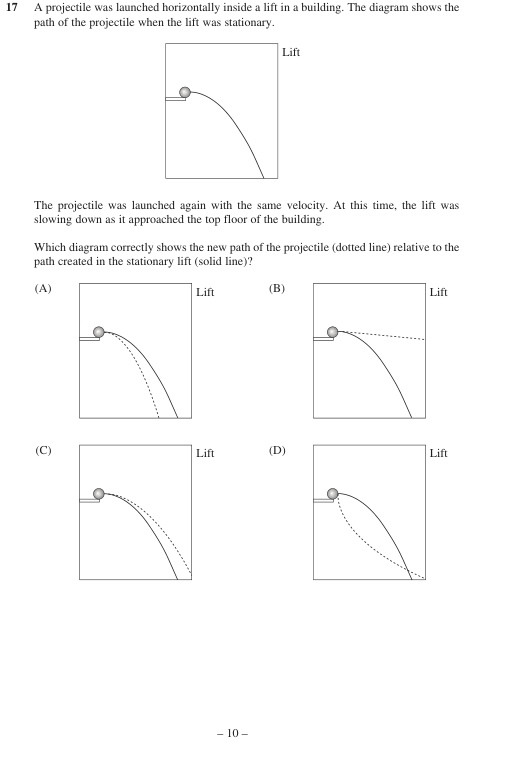 17 A projectile was launched horizontally inside a lift in a building. The diagram shows the
path of the projectile when the lift was stationary.
Lift
The projectile was launched again with the same velocity. At this time, the lift was
slowing down as it approached the top floor of the building.
Which diagram correctly shows the new path of the projectile (dotted line) relative to the
path created in the stationary lift (solid line)?
(A) Lift (B) Lift
(C) Lift (D) Lift
– 10 –